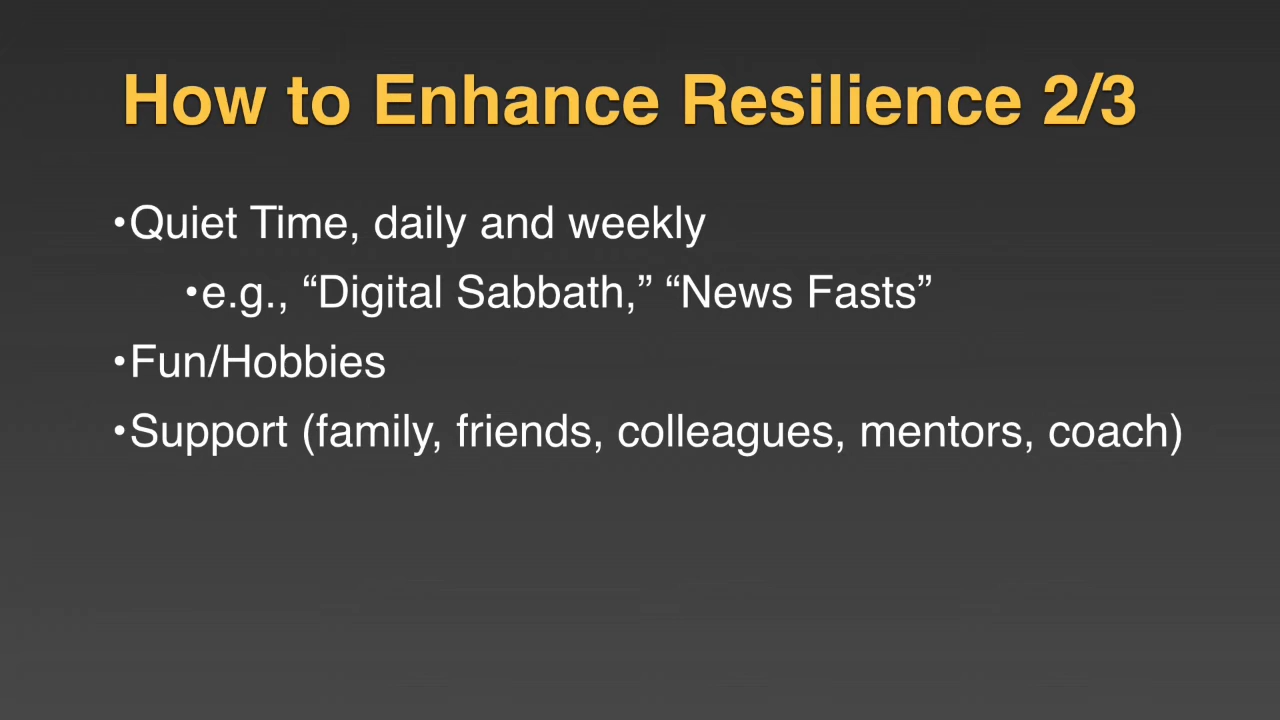 How to Enhance Resilience 2/3
•Quiet Time, daily and weekly
•e.g., “Digital Sabbath,” “News Fasts”
•Fun/Hobbies
•Support (family, friends, colleagues, mentors, coach)